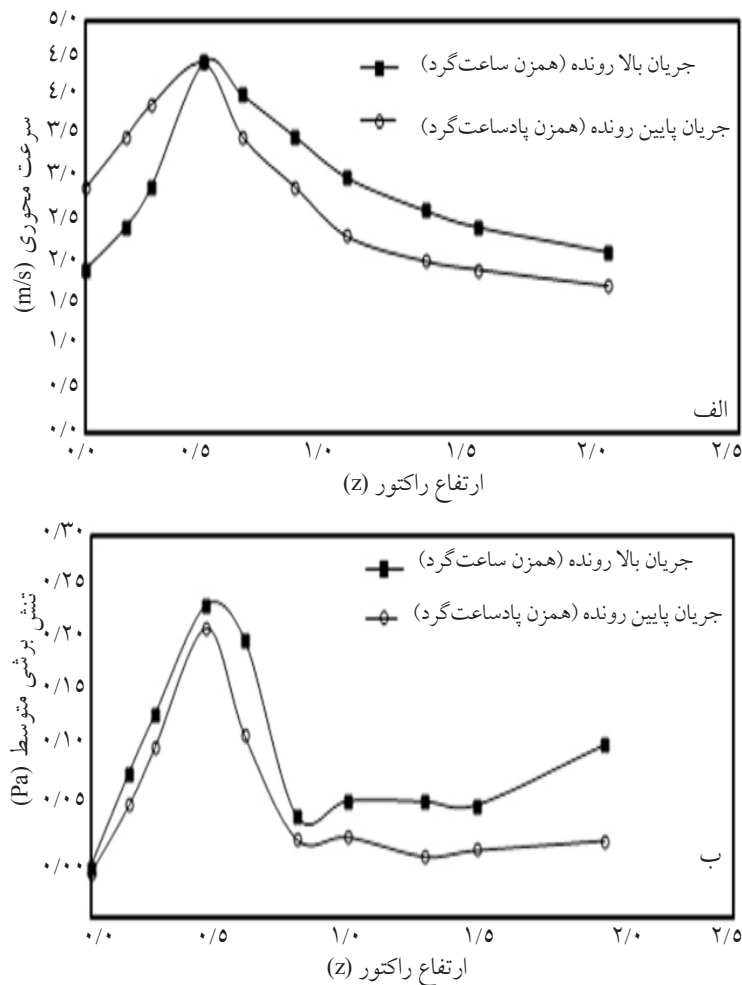 ۵/۰
۴/۵
۴/۰
۳/۵
۳/۰
۲/۵
۲/۰
۱/۵
۱/۰
۰/۵
۰/۰
سرعت محوری (m/s)
جریان بالا رونده (همزن ساعت‌گرد)
جریان پایین رونده (همزن پادساعت‌گرد)
الف
۰/۰ ۰/۵ ۱/۰ ۱/۵ ۲/۰ ۲/۵
ارتفاع راکتور (z)
۰/۳۰
۰/۲۵
۰/۲۰
۰/۱۵
۰/۱۰
۰/۰۵
۰/۰۰
تنش برشی متوسط (Pa)
جریان بالا رونده (همزن ساعت‌گرد)
جریان پایین رونده (همزن پادساعت‌گرد)
ب
۰/۰ ۰/۵ ۱/۰ ۱/۵ ۲/۰ ۲/۵
ارتفاع راکتور (z)